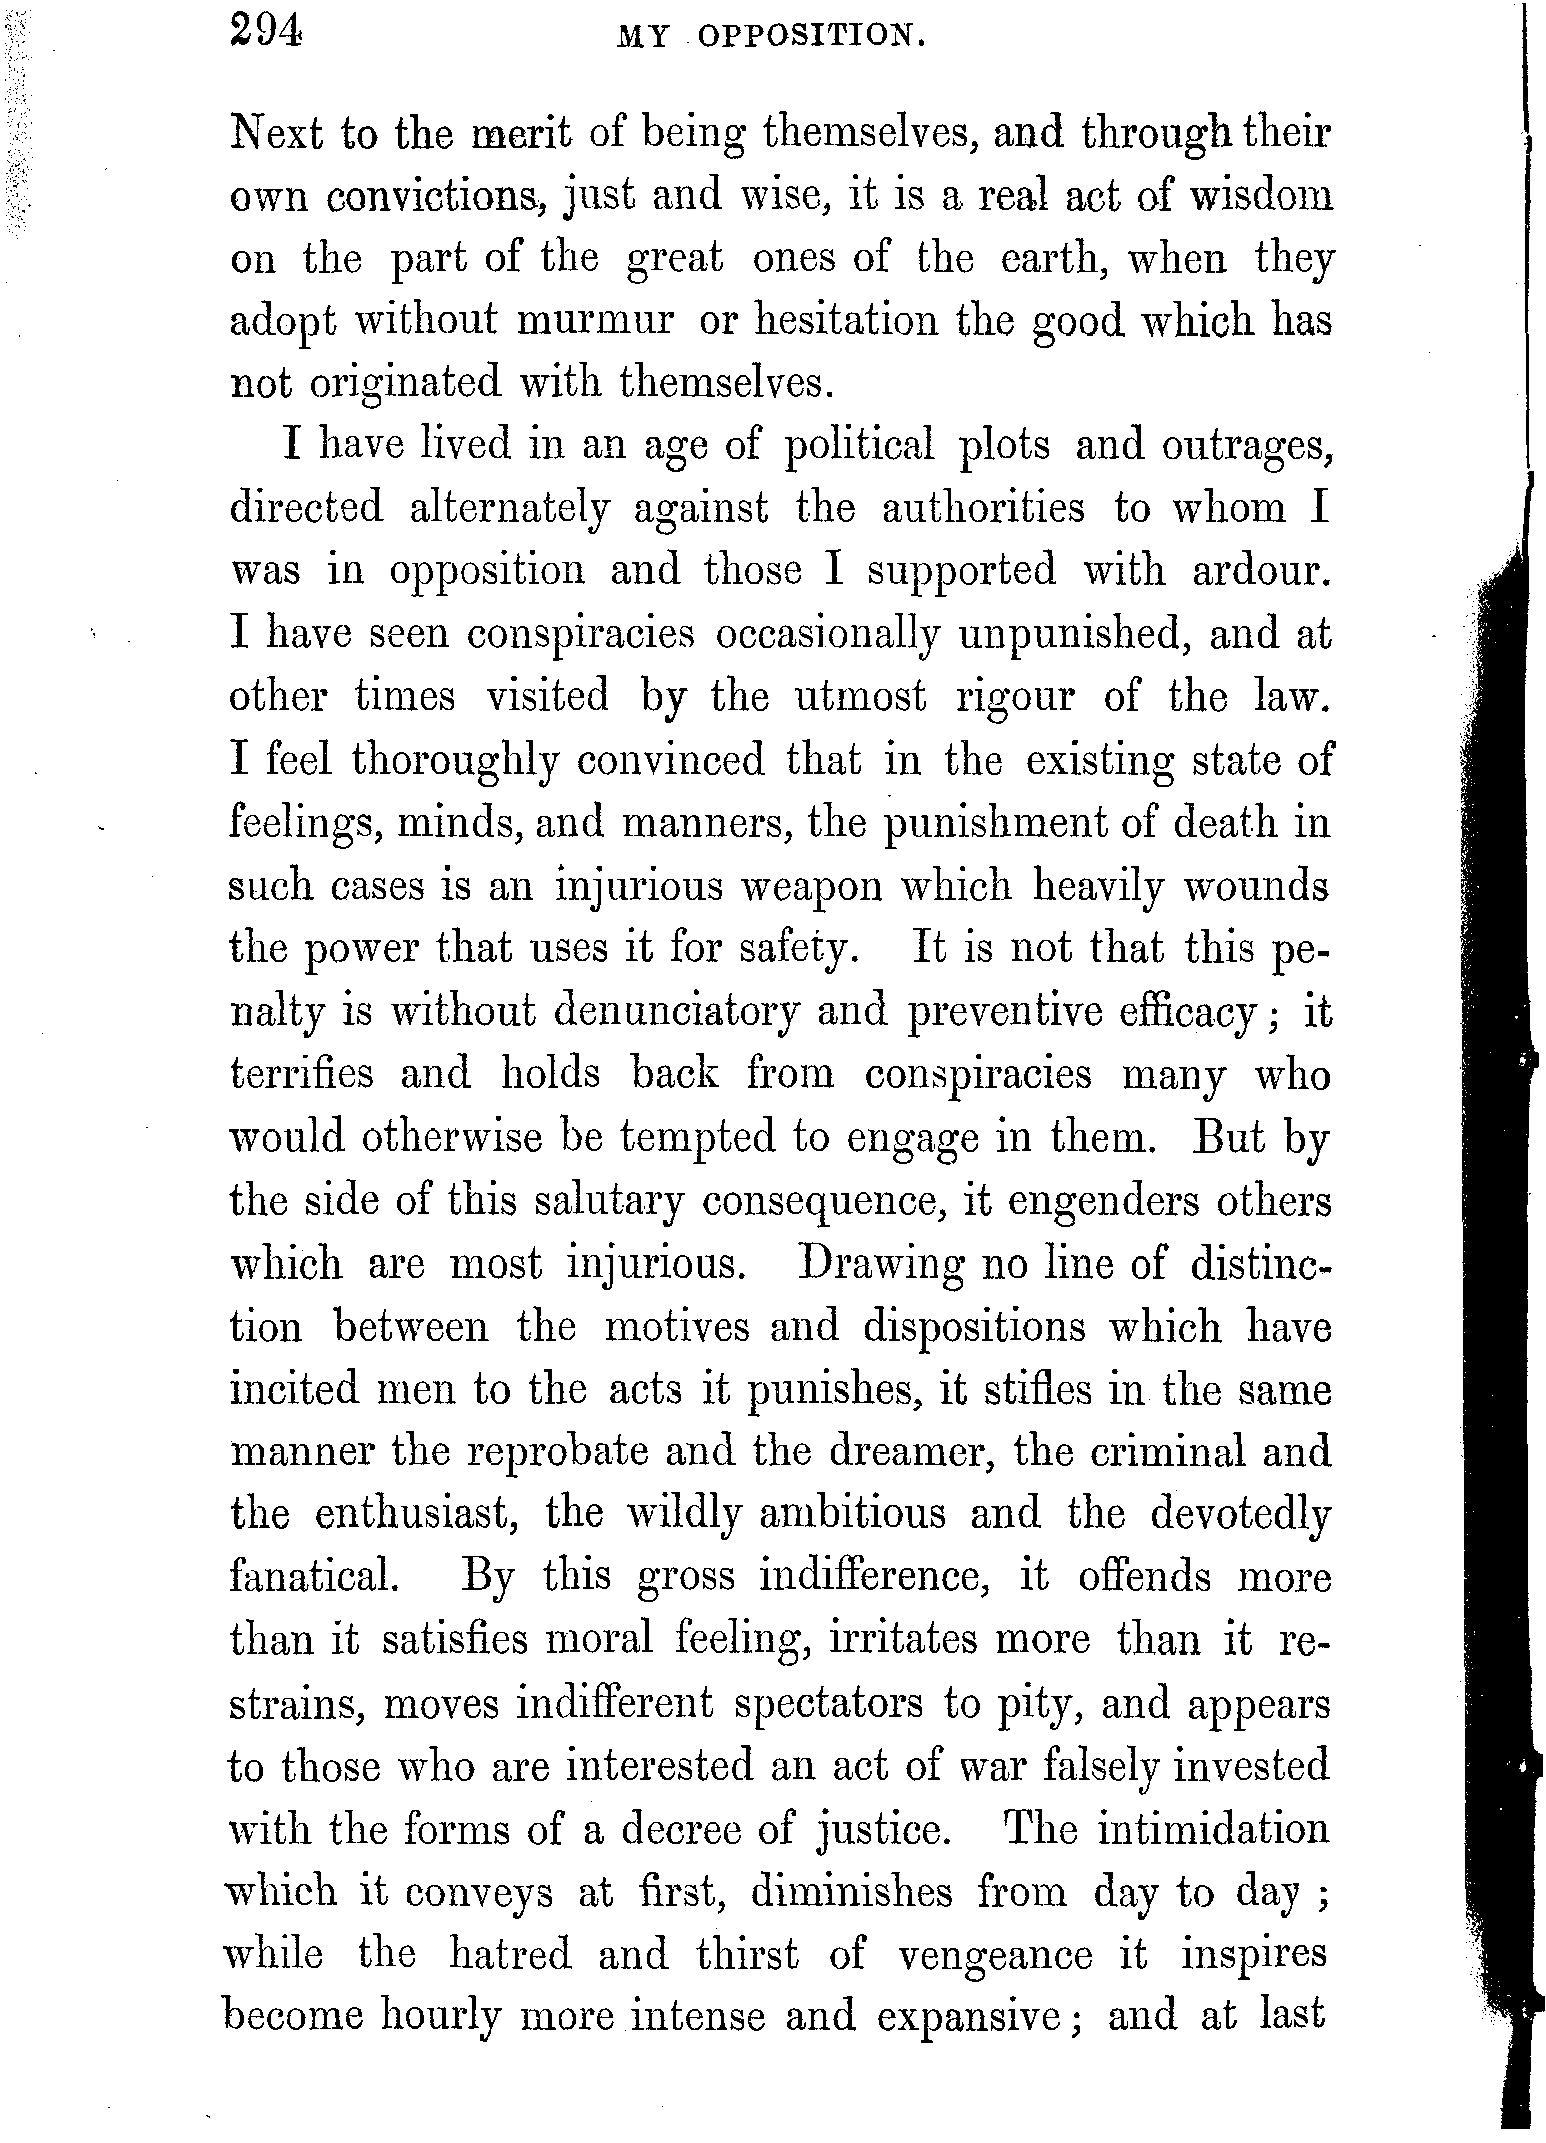 294 MY OPPOSITION.
Next to the merit of being themselves, and through their
own convictions, just and wise, it is a real act of wisdom
on the part of the great ones of the earth, when they
adopt without murmur or hesitation the good which has
not originated with themselves.
I have lived in an age of political plots and outrages,
directed alternately against the authorities to whom I
was in opposition and those I supported with ardour.
I have seen conspiracies occasionally unpunished, and at
other times visited by the utmost rigour of the law.
I feel thoroughly convinced that in the existing state of
feelings, minds, and manners, the punishment of death in
such cases is an injurious weapon which heavily wounds
the power that uses it for safety. It is not that this pe-
nalty is without denunciatory and preventive efficacy; it
terrifies and holds back from conspiracies many who
would otherwise be tempted to engage in them. But by
the side of this salutary consequence, it engenders others
which are most injurious. Drawing no line of distinc-
tion between the motives and dispositions which have
incited men to the acts it punishes, it stifles in the same
manner the reprobate and the dreamer, the criminal and
the enthusiast, the wildly ambitious and the devotedly
fanatical. By this gross indifference, it offends more
than it satisfies moral feeling, irritates more than it re-
strains, moves indifferent spectators to pity, and appears
to those who are interested an act of war falsely invested
with the forms of a decree of justice. The intimidation
which it conveys at first, diminishes from day to day ;
while the hatred and thirst of vengeance it inspires
become hourly more intense and expansive; and at last